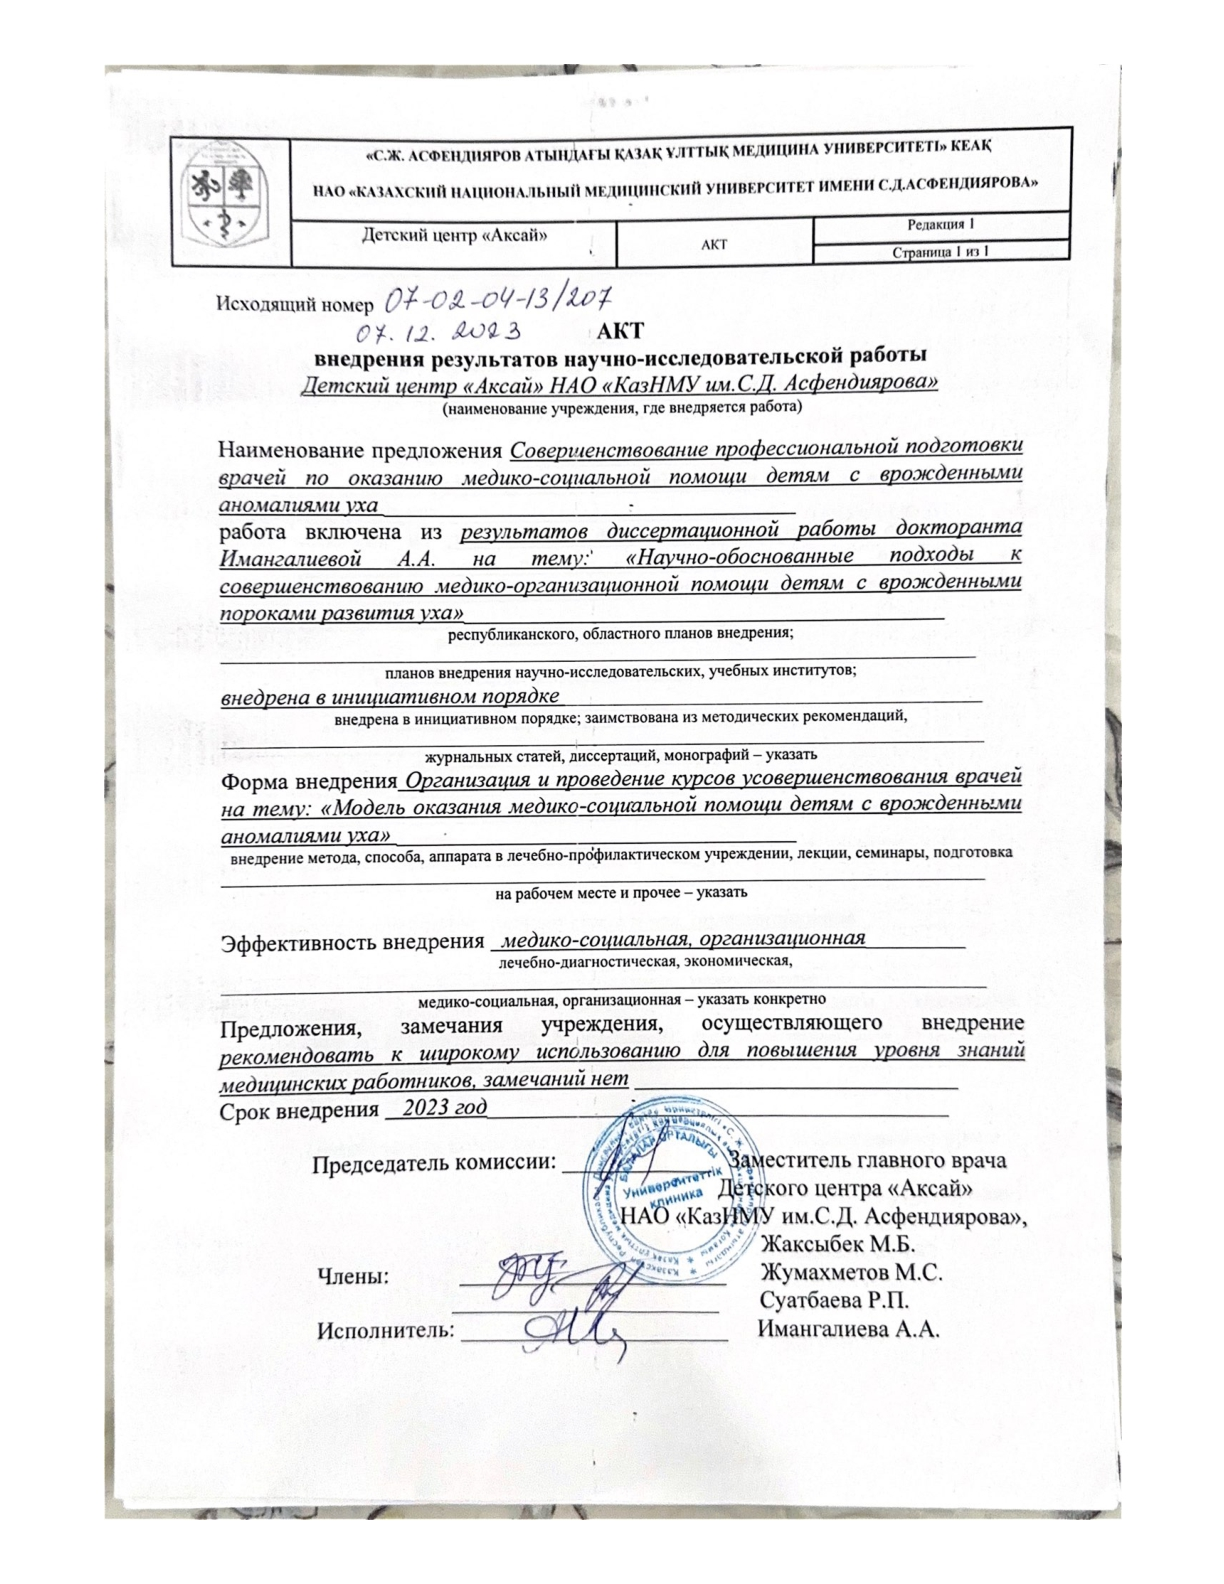 «С.Ж. АСФЕНДИЯРОВ АТЫНДАҒЫ ҚАЗАҚ ҰЛТТЫҚ МЕДИЦИНА УНИВЕРСИТЕТІ» КЕАҚ
НАО «КАЗАХСКИЙ НАЦИОНАЛЬНЫЙ МЕДИЦИНСКИЙ УНИВЕРСИТЕТ ИМЕНИ С.Д.АСФЕНДИЯРОВА»
Детский центр «Аксай»
АКТ
Редакция 1
Страница 1 из 1
Исходящий номер 07-02-04-13/207
07.12. 2023 АКТ
внедрения результатов научно-исследовательской работы
Детский центр «Аксай» НАО «КазНМУ им.С.Д. Асфендиярова»
(наименование учреждения, где внедряется работа)
Наименование предложения Совершенствование профессиональной подготовки
врачей по оказанию медико-социальной помощи детям с врожденными
аномалиями уха
работа включена из результатов диссертационной работы докторанта
Имангалиевой А.А. на тему: «Научно-обоснованные подходы к
совершенствованию медико-организационной помощи детям с врожденными
пороками развития уха»
республиканского, областного планов внедрения;
планов внедрения научно-исследовательских, учебных институтов;
внедрена в инициативном порядке
внедрена в инициативном порядке; заимствована из методических рекомендаций,
журнальных статей, диссертаций, монографий – указать
Форма внедрения Организация и проведение курсов усовершенствования врачей
на тему: «Модель оказания медико-социальной помощи детям с врожденными
аномалиями уха»
внедрение метода, способа, аппарата в лечебно-профилактическом учреждении, лекции, семинары, подготовка
на рабочем месте и прочее – указать
Эффективность внедрения медико-социальная, организационная
лечебно-диагностическая, экономическая,
медико-социальная, организационная – указать конкретно
Предложения, замечания учреждения, осуществляющего внедрение
рекомендовать к широкому использованию для повышения уровня знаний
медицинских работников, замечаний нет
Срок внедрения 2023 год
Председатель комиссии: Заместитель главного врача
Детского центра «Аксай»
НАО «КазНМУ им.С.Д. Асфендиярова»,
Жаксыбек М.Б.
Члены: Жумахметов М.С.
Суатбаева Р.П.
Исполнитель: Имангалиева А.А.
БАЛАЛАР ОРТАЛЫҒЫ
Университеттік
клиника